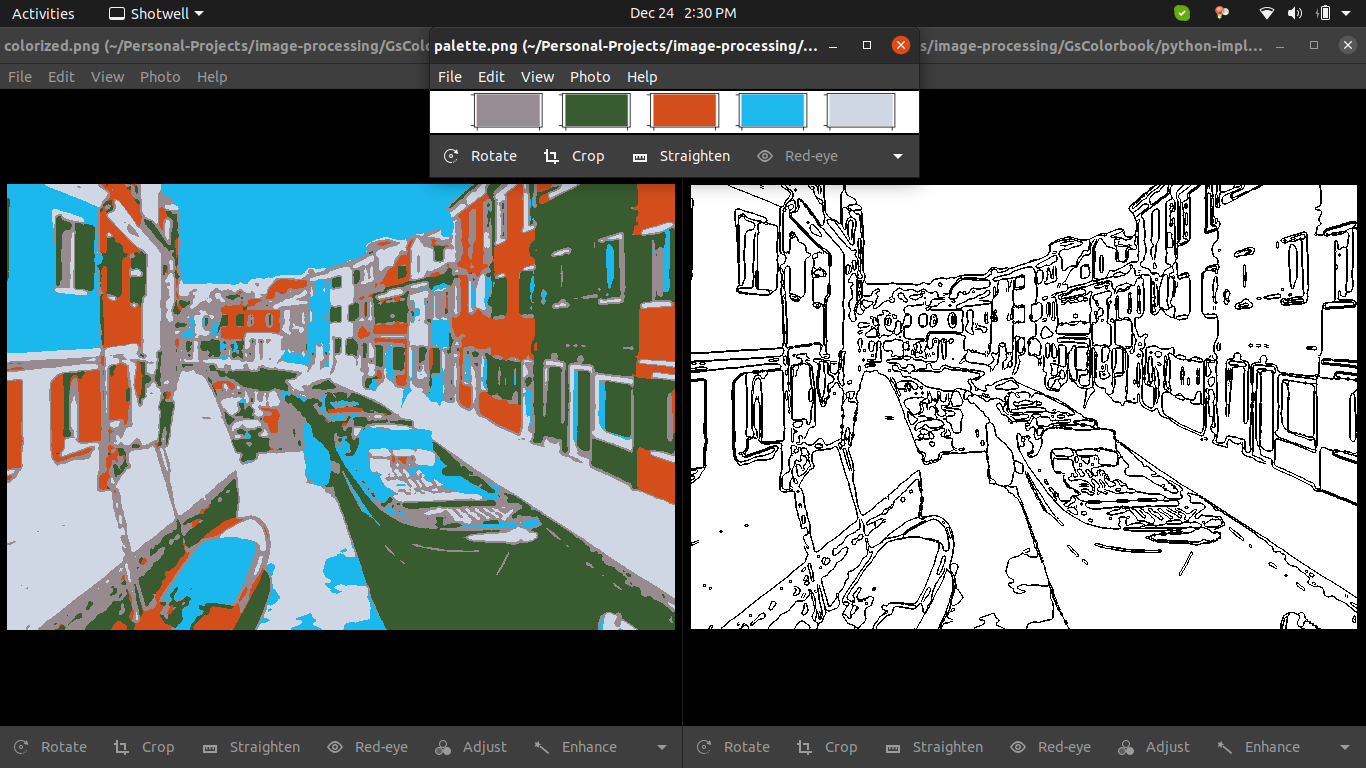 Activities Shotwell Dec 24 2:30 PM
colorized.png (~/Personal-Projects/image-processing/GsColo palette.png (~/Personal-Projects/image-processing/... s/image-processing/GsColorbook/python-impl...
File Edit View Photo Help
File Edit View Photo Help
Rotate Crop Straighten Red-eye
Rotate Crop Straighten Red-eye Adjust Enhance
Rotate Crop Straighten Red-eye Adjust Enhance